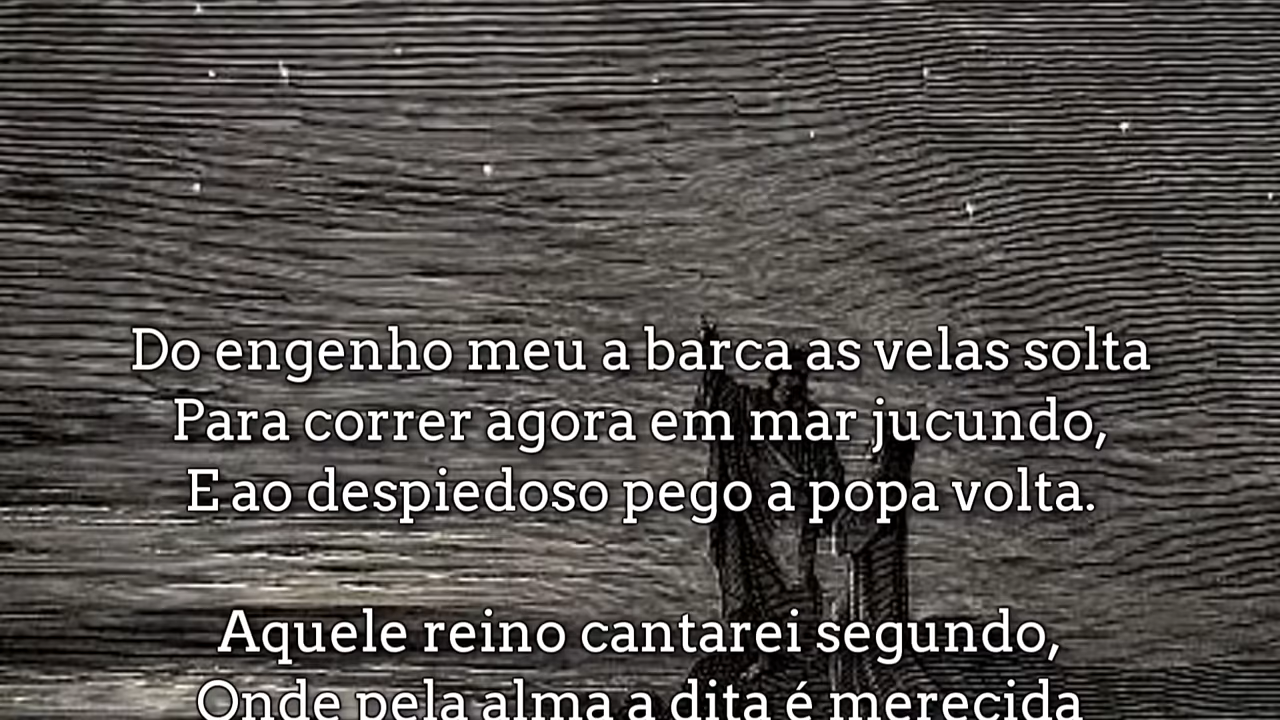 Do engenho meu a barca as velas solta
Para correr agora em mar jucundo,
E ao despiedoso pego a popa volta.
Aquele reino cantarei segundo,
Onde pela alma a dita é merecida